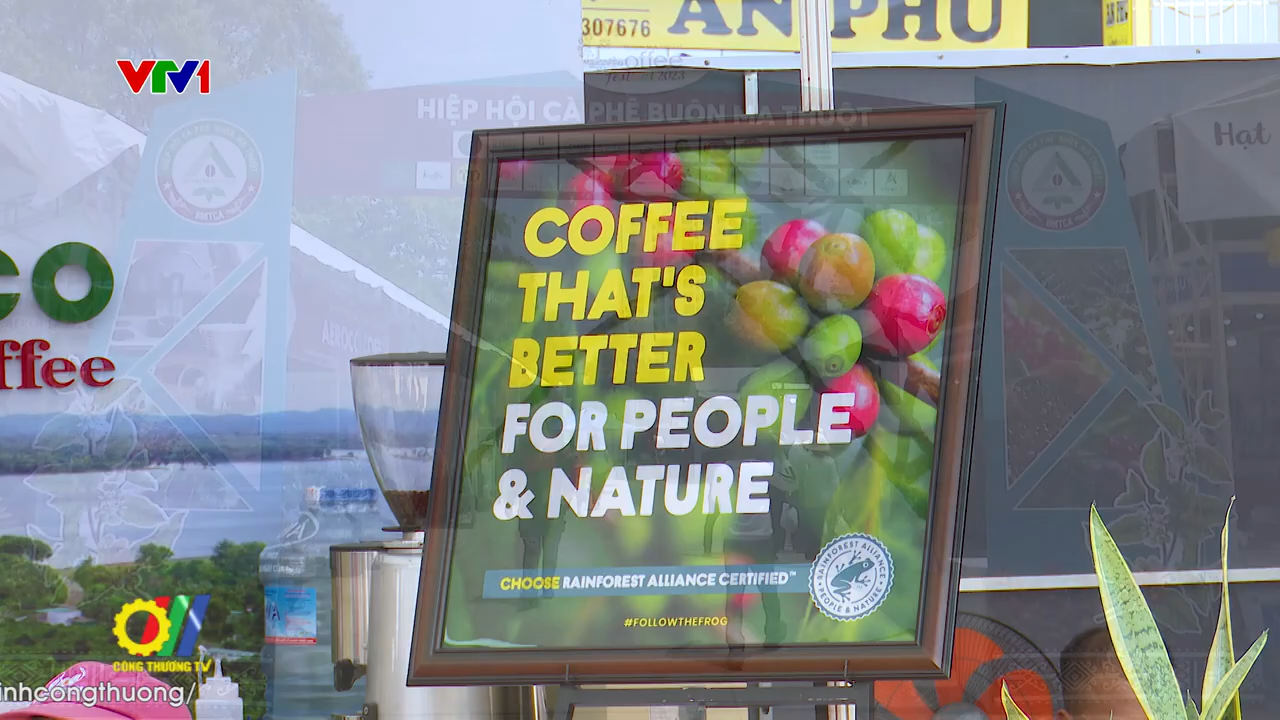 307676
AN PHÚ
VTV1
HIỆP HỘI CÀ PHÊ BUÔN MA THUỘT
Hạt
COFFEE
THAT'S
BETTER
FOR PEOPLE
& NATURE
CO
ffee
CHOOSE RAINFOREST ALLIANCE CERTIFIED™
RAINFOREST ALLIANCE
PEOPLE & NATURE
#FOLLOWTHEFROG
CÔNG THƯƠNG TV
inhcongthuong/